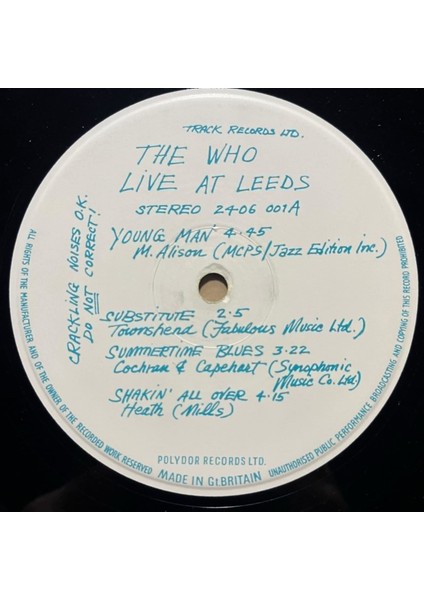 TRACK RECORDS LTD.
THE WHO
LIVE AT LEEDS
STEREO 2406 001A
YOUNG MAN 4.45
M. Alison (MCPS/Jazz Edition Inc.)
SUBSTITUTE 2.5
Townshend (Fabulous Music Ltd.)
SUMMERTIME BLUES 3.22
Cochran & Capehart (Synophonic
Music Co. Ltd.)
SHAKIN' ALL OVER 4.15
Heath (Mills)
CRACKLING NOISES O.K.
DO NOT CORRECT!
POLYDOR RECORDS LTD.
MADE IN Gt. BRITAIN
ALL RIGHTS OF THE MANUFACTURER AND OF THE OWNER OF THE RECORDED WORK RESERVED
UNAUTHORISED PUBLIC PERFORMANCE BROADCASTING AND COPYING OF THIS RECORD PROHIBITED